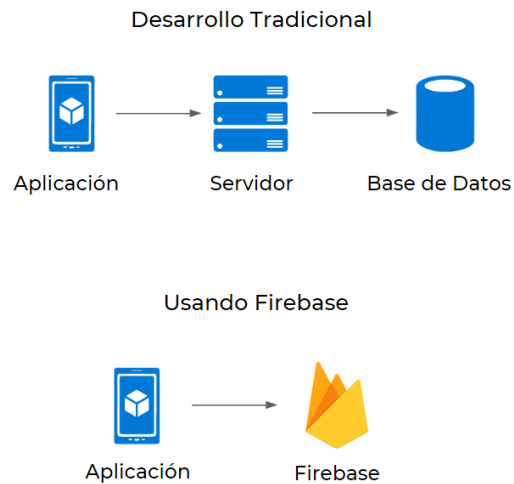 Desarrollo Tradicional
Aplicación
Servidor
Base de Datos
Usando Firebase
Aplicación
Firebase